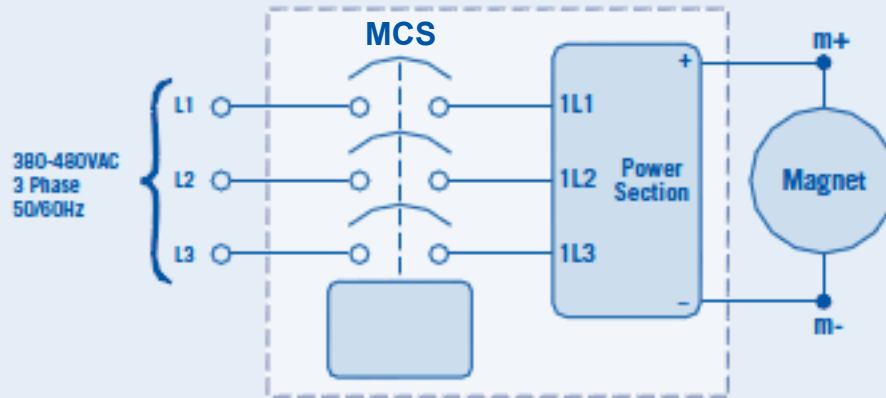 MCS
m+
L1
1L1
+
380-480VAC
3 Phase
50/60Hz
L2
1L2
Power
Section
Magnet
L3
1L3
–
m-